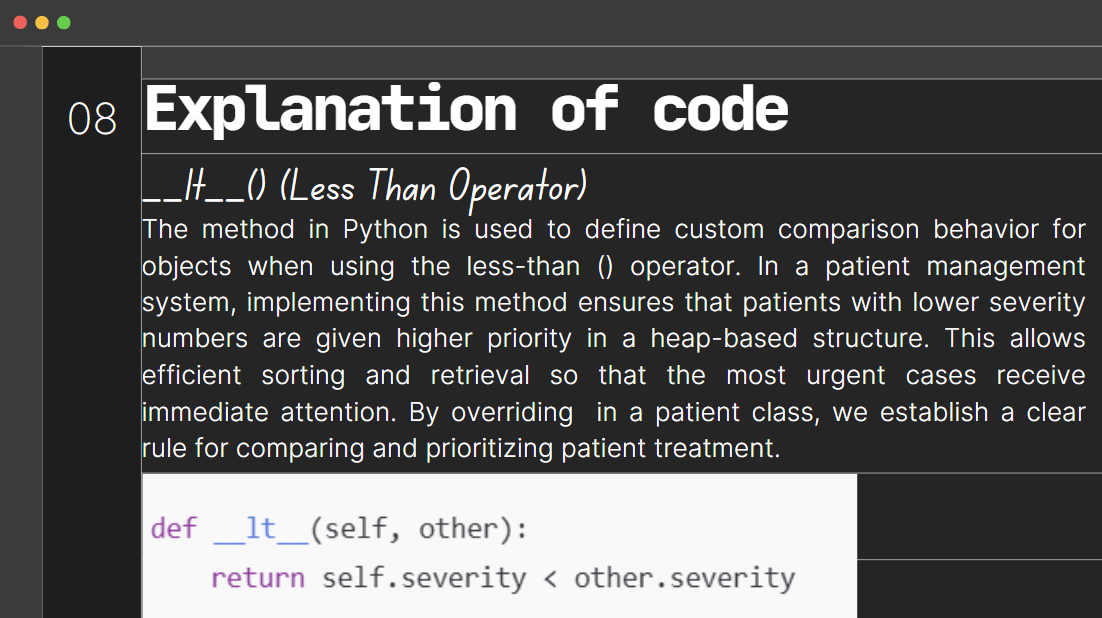 08
Explanation of code
__lt__() (Less Than Operator)
The method in Python is used to define custom comparison behavior for
objects when using the less-than () operator. In a patient management
system, implementing this method ensures that patients with lower severity
numbers are given higher priority in a heap-based structure. This allows
efficient sorting and retrieval so that the most urgent cases receive
immediate attention. By overriding  in a patient class, we establish a clear
rule for comparing and prioritizing patient treatment.
def __lt__(self, other):
    return self.severity < other.severity